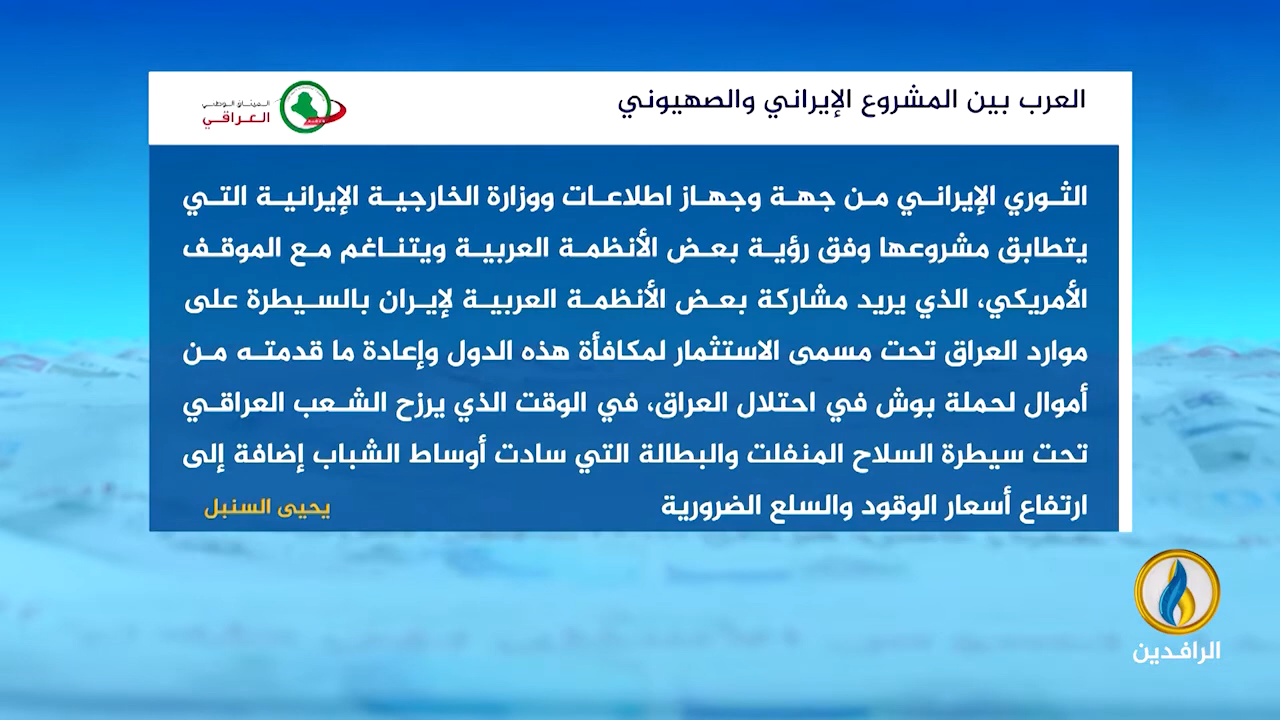 العرب بين المشروع الإيراني والصهيوني
الميثاق الوطني
العراقي
الثوري الإيراني من جهة وجهاز اطلاعات ووزارة الخارجية الإيرانية التي
يتطابق مشروعها وفق رؤية بعض الأنظمة العربية ويتناغم مع الموقف
الأمريكي، الذي يريد مشاركة بعض الأنظمة العربية لإيران بالسيطرة على
موارد العراق تحت مسمى الاستثمار لمكافأة هذه الدول وإعادة ما قدمته من
أموال لحملة بوش في احتلال العراق، في الوقت الذي يرزح الشعب العراقي
تحت سيطرة السلاح المنفلت والبطالة التي سادت أوساط الشباب إضافة إلى
ارتفاع أسعار الوقود والسلع الضرورية
يحيى السنبل
الرافدين